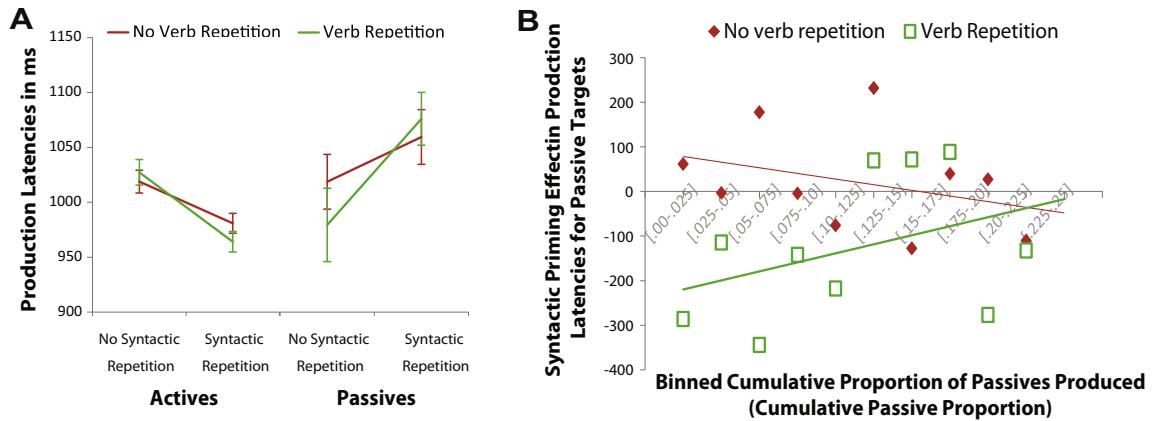 A
No Verb Repetition
Verb Repetition
Production Latencies in ms
1150
1100
1050
1000
950
900
No Syntactic
Repetition
Syntactic
Repetition
No Syntactic
Repetition
Syntactic
Repetition
Actives
Passives
B
No verb repetition
Verb Repetition
Syntactic Priming Effectin Prodction
Latencies for Passive Targets
300
200
100
0
-100
-200
-300
-400
[.00-.025]
[.025-.05]
[.05-.075]
[.075-.10]
[.10-.125]
[.125-.15]
[.15-.175]
[.175-.20]
[.20-.225]
[.225-.25]
Binned Cumulative Proportion of Passives Produced
(Cumulative Passive Proportion)